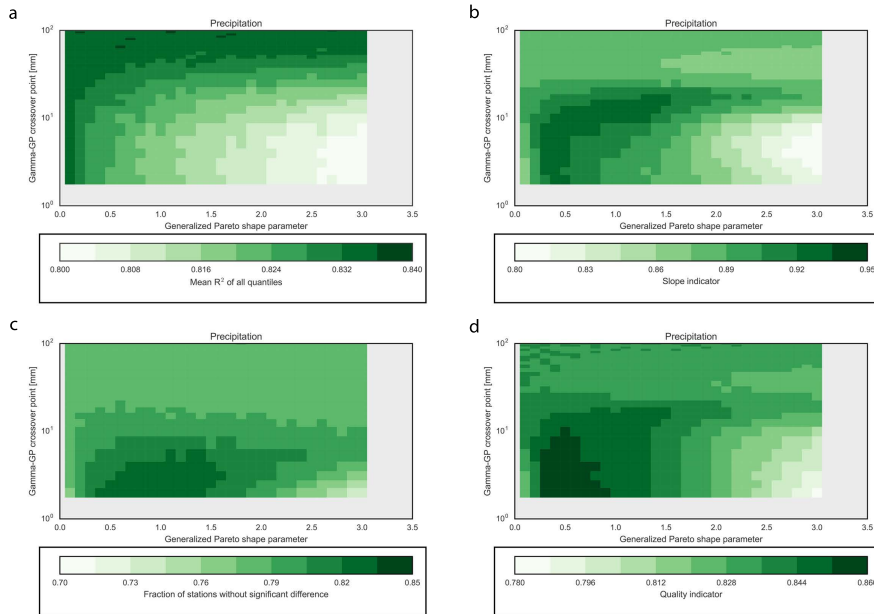 a
Precipitation
10²
10¹
10⁰
Gamma-GP crossover point [mm]
0.0 0.5 1.0 1.5 2.0 2.5 3.0 3.5
Generalized Pareto shape parameter
0.800 0.808 0.816 0.824 0.832 0.840
Mean R² of all quantiles
b
Precipitation
10²
10¹
10⁰
Gamma-GP crossover point [mm]
0.0 0.5 1.0 1.5 2.0 2.5 3.0 3.5
Generalized Pareto shape parameter
0.80 0.83 0.86 0.89 0.92 0.95
Slope indicator
c
Precipitation
10²
10¹
10⁰
Gamma-GP crossover point [mm]
0.0 0.5 1.0 1.5 2.0 2.5 3.0 3.5
Generalized Pareto shape parameter
0.70 0.73 0.76 0.79 0.82 0.85
Fraction of stations without significant difference
d
Precipitation
10²
10¹
10⁰
Gamma-GP crossover point [mm]
0.0 0.5 1.0 1.5 2.0 2.5 3.0 3.5
Generalized Pareto shape parameter
0.780 0.796 0.812 0.828 0.844 0.860
Quality indicator